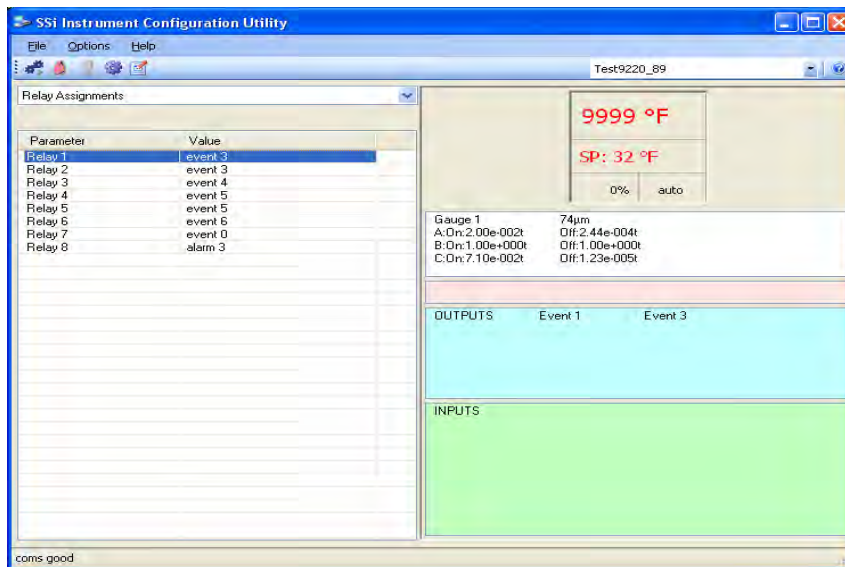 SSi Instrument Configuration Utility
File Options Help
Test9220_89
Relay Assignments
Parameter Value
Relay 1 event 3
Relay 2 event 3
Relay 3 event 4
Relay 4 event 5
Relay 5 event 5
Relay 6 event 6
Relay 7 event 0
Relay 8 alarm 3
9999 °F
SP: 32 °F
0% auto
Gauge 1 74µm
A:On:2.00e-002t Off:2.44e-004t
B:On:1.00e+000t Off:1.00e+000t
C:On:7.10e-002t Off:1.23e-005t
OUTPUTS Event 1 Event 3
INPUTS
coms good